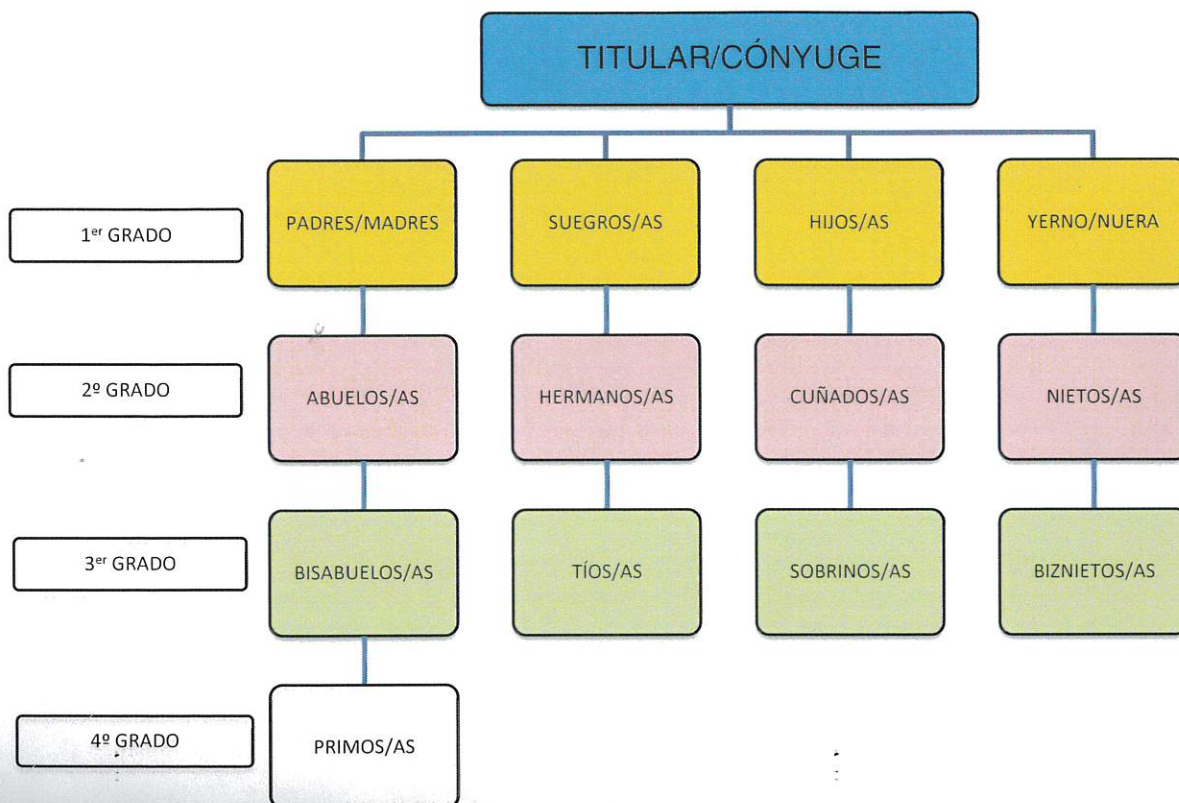 TITULAR/CÓNYUGE
1er GRADO
PADRES/MADRES
SUEGROS/AS
HIJOS/AS
YERNO/NUERA
2º GRADO
ABUELOS/AS
HERMANOS/AS
CUÑADOS/AS
NIETOS/AS
3er GRADO
BISABUELOS/AS
TÍOS/AS
SOBRINOS/AS
BIZNIETOS/AS
4º GRADO
PRIMOS/AS